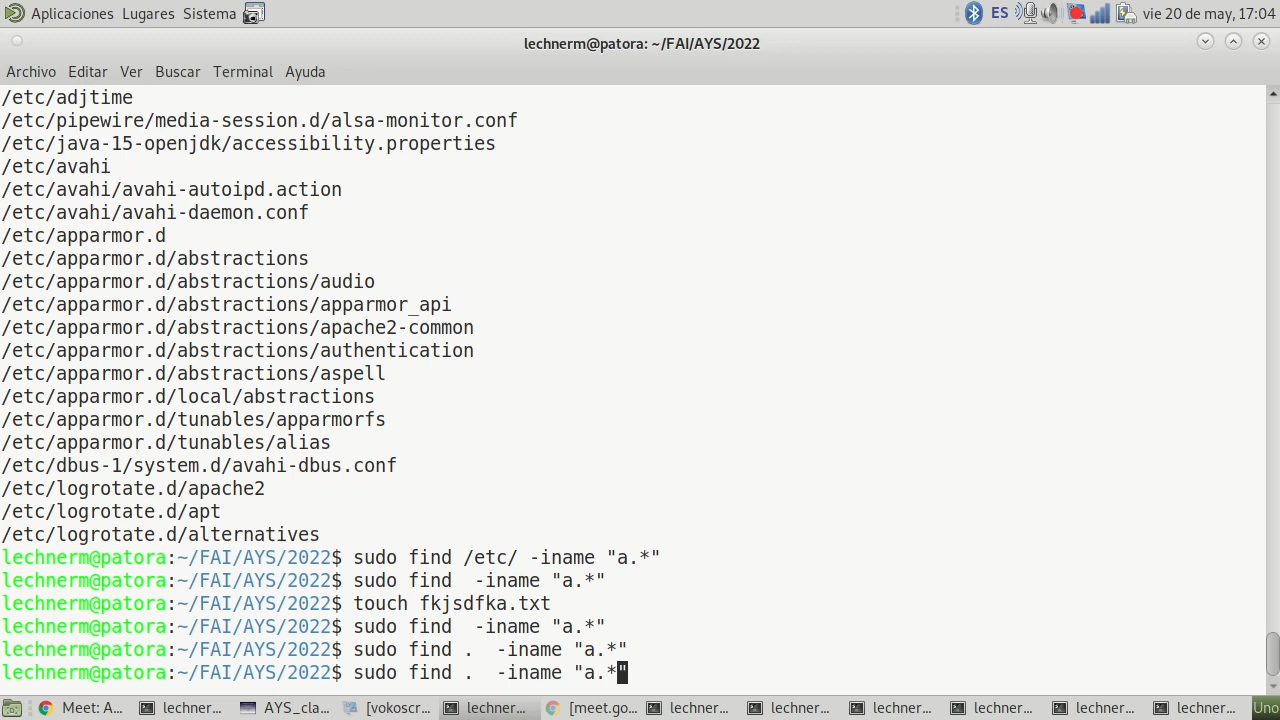 Aplicaciones Lugares Sistema ES vie 20 de may, 17:04
lechnerm@patora: ~/FAI/AYS/2022
Archivo Editar Ver Buscar Terminal Ayuda
/etc/adjtime
/etc/pipewire/media-session.d/alsa-monitor.conf
/etc/java-15-openjdk/accessibility.properties
/etc/avahi
/etc/avahi/avahi-autoipd.action
/etc/avahi/avahi-daemon.conf
/etc/apparmor.d
/etc/apparmor.d/abstractions
/etc/apparmor.d/abstractions/audio
/etc/apparmor.d/abstractions/apparmor_api
/etc/apparmor.d/abstractions/apache2-common
/etc/apparmor.d/abstractions/authentication
/etc/apparmor.d/abstractions/aspell
/etc/apparmor.d/local/abstractions
/etc/apparmor.d/tunables/apparmorfs
/etc/apparmor.d/tunables/alias
/etc/dbus-1/system.d/avahi-dbus.conf
/etc/logrotate.d/apache2
/etc/logrotate.d/apt
/etc/logrotate.d/alternatives
lechnerm@patora:~/FAI/AYS/2022$ sudo find /etc/ -iname "a.*"
lechnerm@patora:~/FAI/AYS/2022$ sudo find  -iname "a.*"
lechnerm@patora:~/FAI/AYS/2022$ touch fkjsdfka.txt
lechnerm@patora:~/FAI/AYS/2022$ sudo find  -iname "a.*"
lechnerm@patora:~/FAI/AYS/2022$ sudo find .  -iname "a.*"
lechnerm@patora:~/FAI/AYS/2022$ sudo find .  -iname "a.*"
Meet: A... lechner... AYS_cla... [vokoscr... lechner... [meet.go... lechner... lechner... lechner... lechner... lechner... lechner... Uno